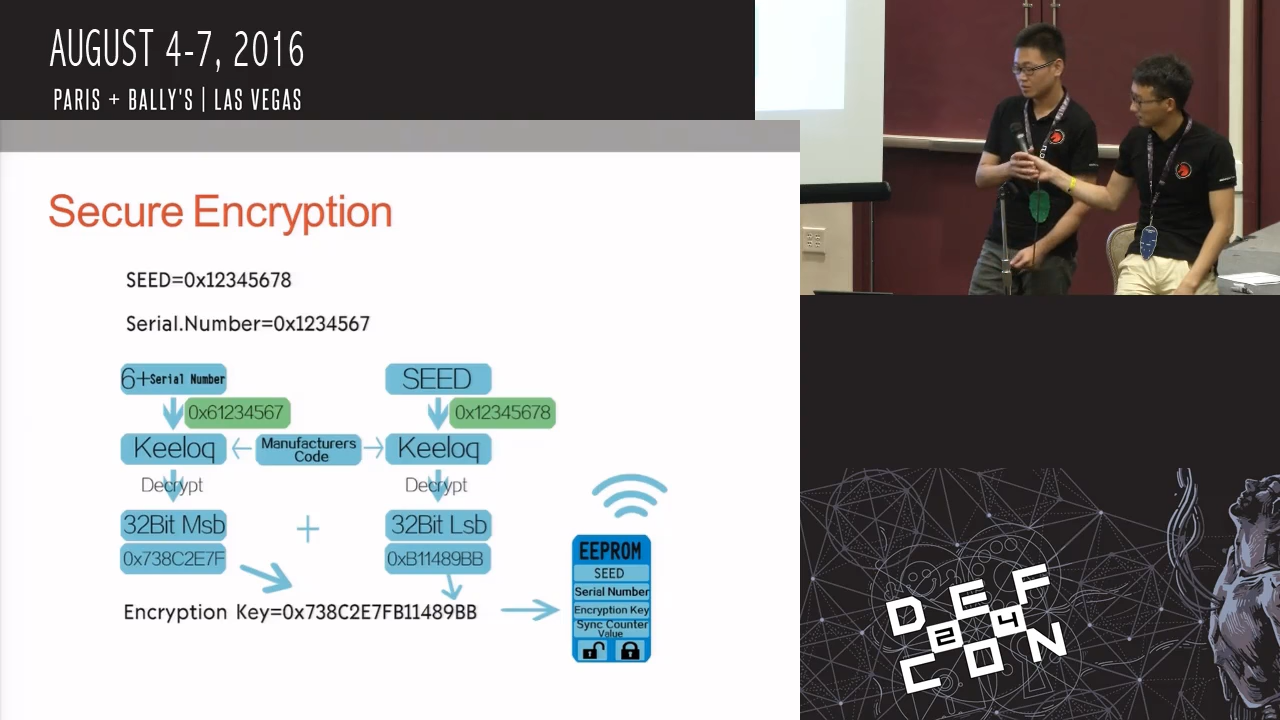 AUGUST 4-7, 2016
PARIS + BALLY'S | LAS VEGAS
Secure Encryption
SEED=0x12345678
Serial.Number=0x1234567
6+Serial Number
SEED
0x61234567
0x12345678
Keeloq
Manufacturers
Code
Keeloq
Decrypt
Decrypt
32Bit Msb
+
32Bit Lsb
0x738C2E7F
0xB11489BB
Encryption Key=0x738C2E7FB11489BB
EEPROM
SEED
Serial Number
Encryption Key
Sync Counter
Value
DEF
24
CON